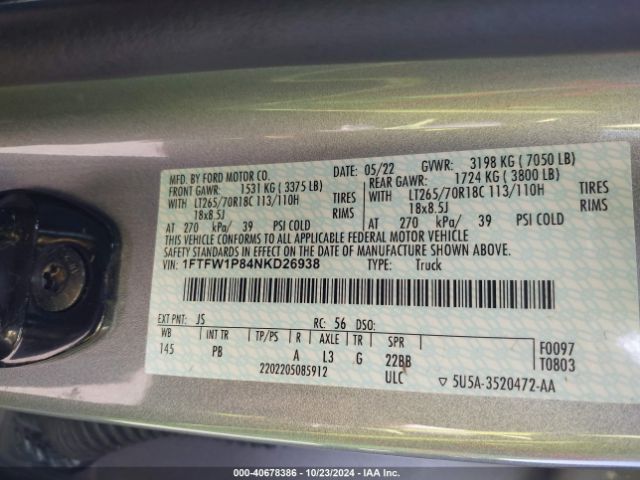 MFD. BY FORD MOTOR CO.
DATE: 05/22 GVWR: 3198 KG ( 7050 LB)
FRONT GAWR: 1531 KG ( 3375 LB) REAR GAWR: 1724 KG ( 3800 LB)
WITH LT265/70R18C 113/110H TIRES WITH LT265/70R18C 113/110H TIRES
18x8.5J RIMS 18x8.5J RIMS
AT 270 kPa/ 39 PSI COLD AT 270 kPa/ 39 PSI COLD
THIS VEHICLE CONFORMS TO ALL APPLICABLE FEDERAL MOTOR VEHICLE
SAFETY STANDARDS IN EFFECT ON THE DATE OF MANUFACTURE SHOWN ABOVE.
VIN: 1FTFW1P84NKD26938 TYPE: Truck
EXT PNT: JS RC: 56 DSO:
WB INT TR TP/PS R AXLE TR SPR
145 PB A L3 G 22BB
F0097
T0803
2202205085912 ULC ▽ 5U5A-3520472-AA
000-40678386 - 10/23/2024 - IAA Inc.